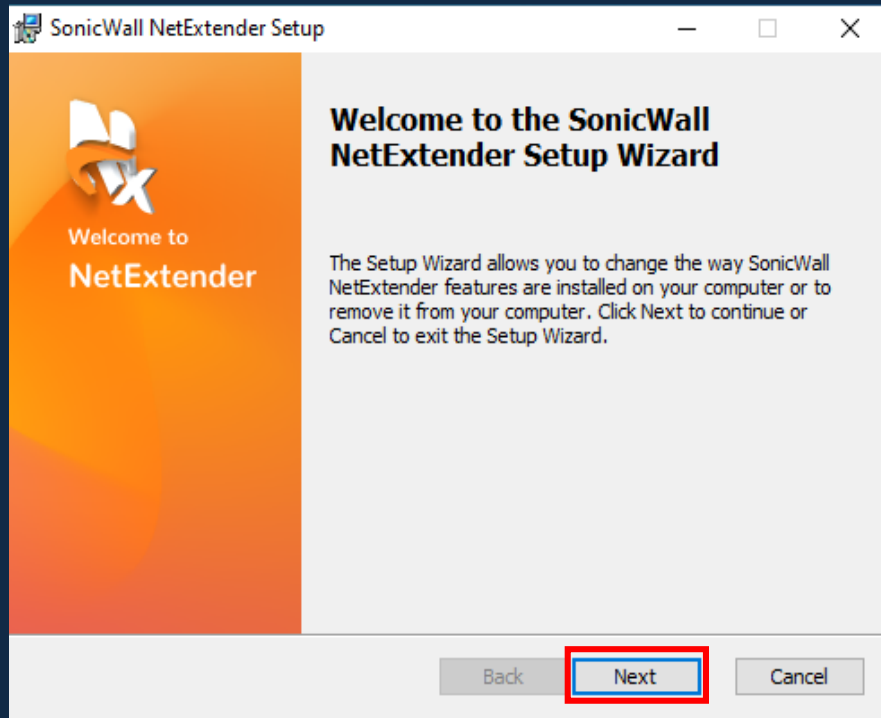 SonicWall NetExtender Setup
Welcome to the SonicWall
NetExtender Setup Wizard
Welcome to
NetExtender
The Setup Wizard allows you to change the way SonicWall
NetExtender features are installed on your computer or to
remove it from your computer. Click Next to continue or
Cancel to exit the Setup Wizard.
Back
Next
Cancel